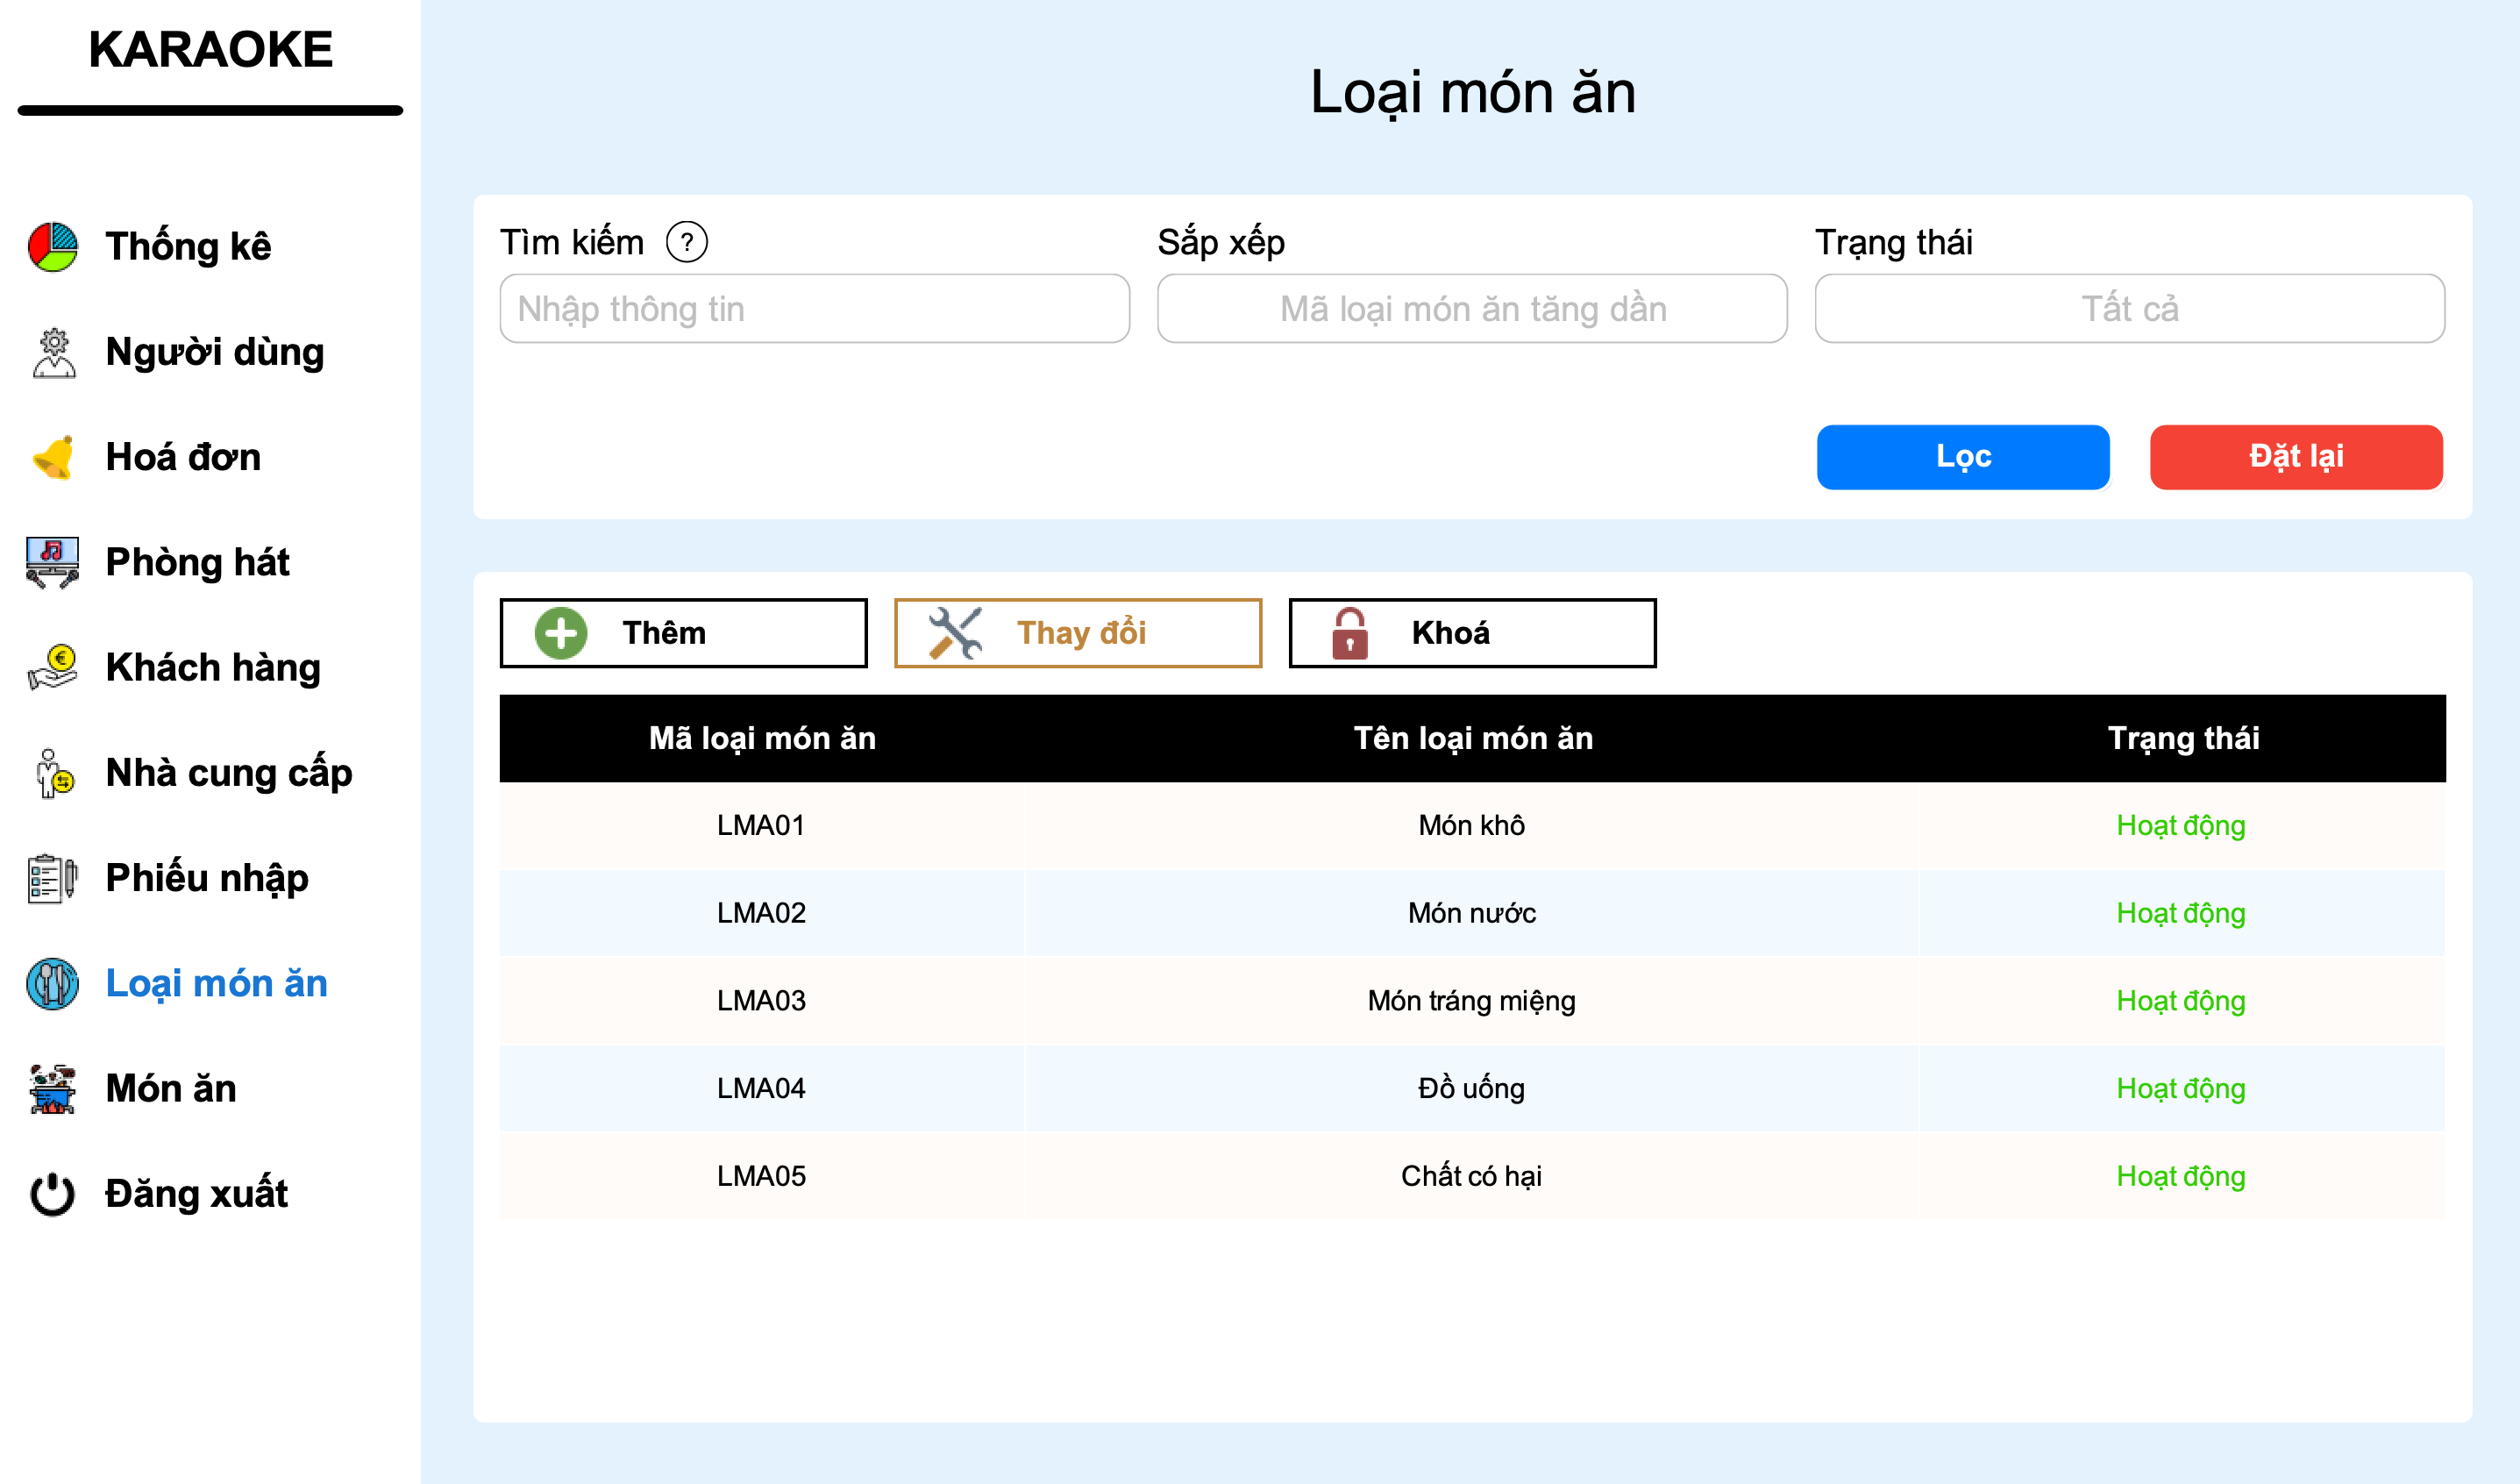 KARAOKE
Thống kê
Người dùng
Hoá đơn
Phòng hát
Khách hàng
Nhà cung cấp
Phiếu nhập
Loại món ăn
Món ăn
Đăng xuất
Loại món ăn
Tìm kiếm ? Sắp xếp Trạng thái
Nhập thông tin Mã loại món ăn tăng dần Tất cả
Lọc Đặt lại
Thêm Thay đổi Khoá
Mã loại món ăn Tên loại món ăn Trạng thái
LMA01 Món khô Hoạt động
LMA02 Món nước Hoạt động
LMA03 Món tráng miệng Hoạt động
LMA04 Đồ uống Hoạt động
LMA05 Chất có hại Hoạt động